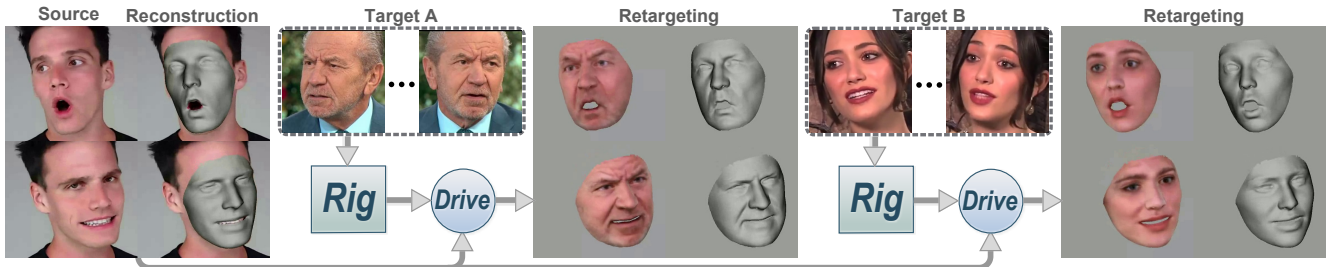 Source Reconstruction Target A Retargeting Target B Retargeting
Rig Drive Rig Drive